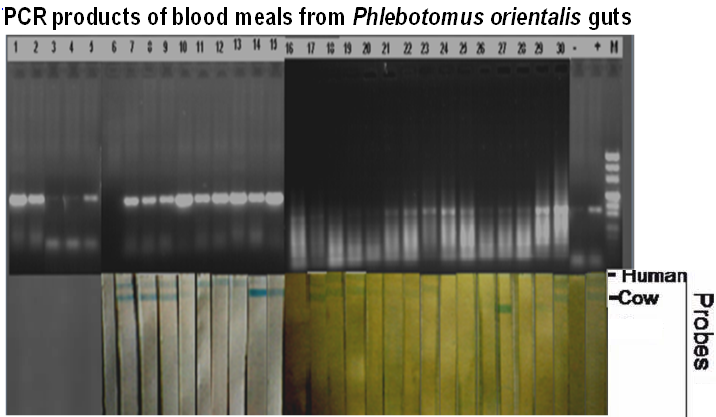 PCR products of blood meals from Phlebotomus orientalis guts
1 2 3 4 5 6 7 8 9 10 11 12 13 14 15 16 17 18 19 20 21 22 23 24 25 26 27 28 29 30 - + M
- Human
-Cow
Probes